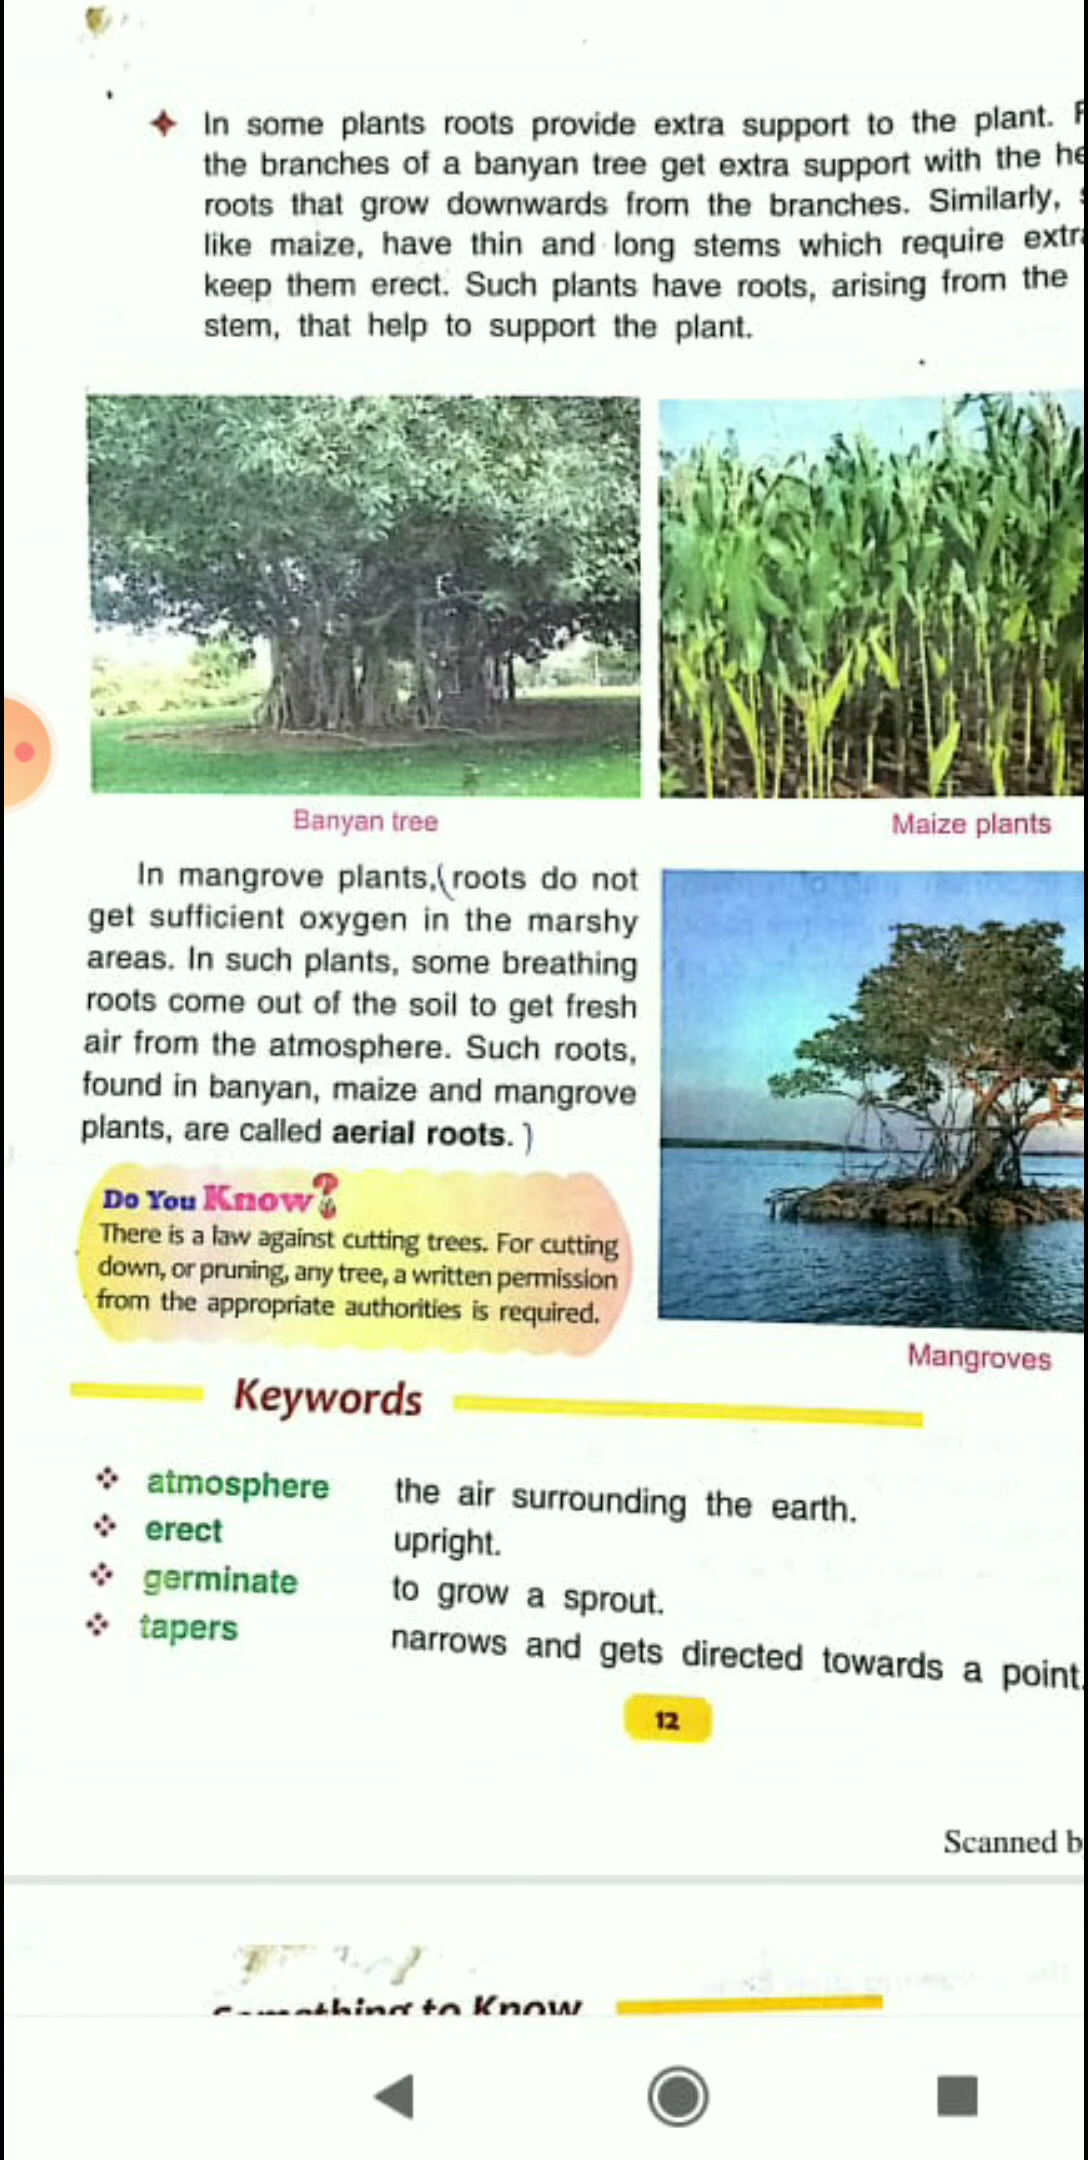 In some plants roots provide extra support to the plant.
the branches of a banyan tree get extra support with the
roots that grow downwards from the branches. Similarly,
like maize, have thin and long stems which require
keep them erect. Such plants have roots, arising from the
stem, that help to support the plant.
Banyan tree
Maize plants
In mangrove plants, (roots do not
get sufficient oxygen in the marshy
areas. In such plants, some breathing
roots come out of the soil to get fresh
air from the atmosphere. Such roots,
found in banyan, maize and mangrove
plants, are called aerial roots. )
Do You Know?
There is a law against cutting trees. For cutting
down, or pruning, any tree, a written permission
from the appropriate authorities is required.
Mangroves
Keywords
atmosphere the air surrounding the earth.
erect upright.
germinate to grow a sprout.
tapers narrows and gets directed towards a point.
12
Scanned
Something to Know